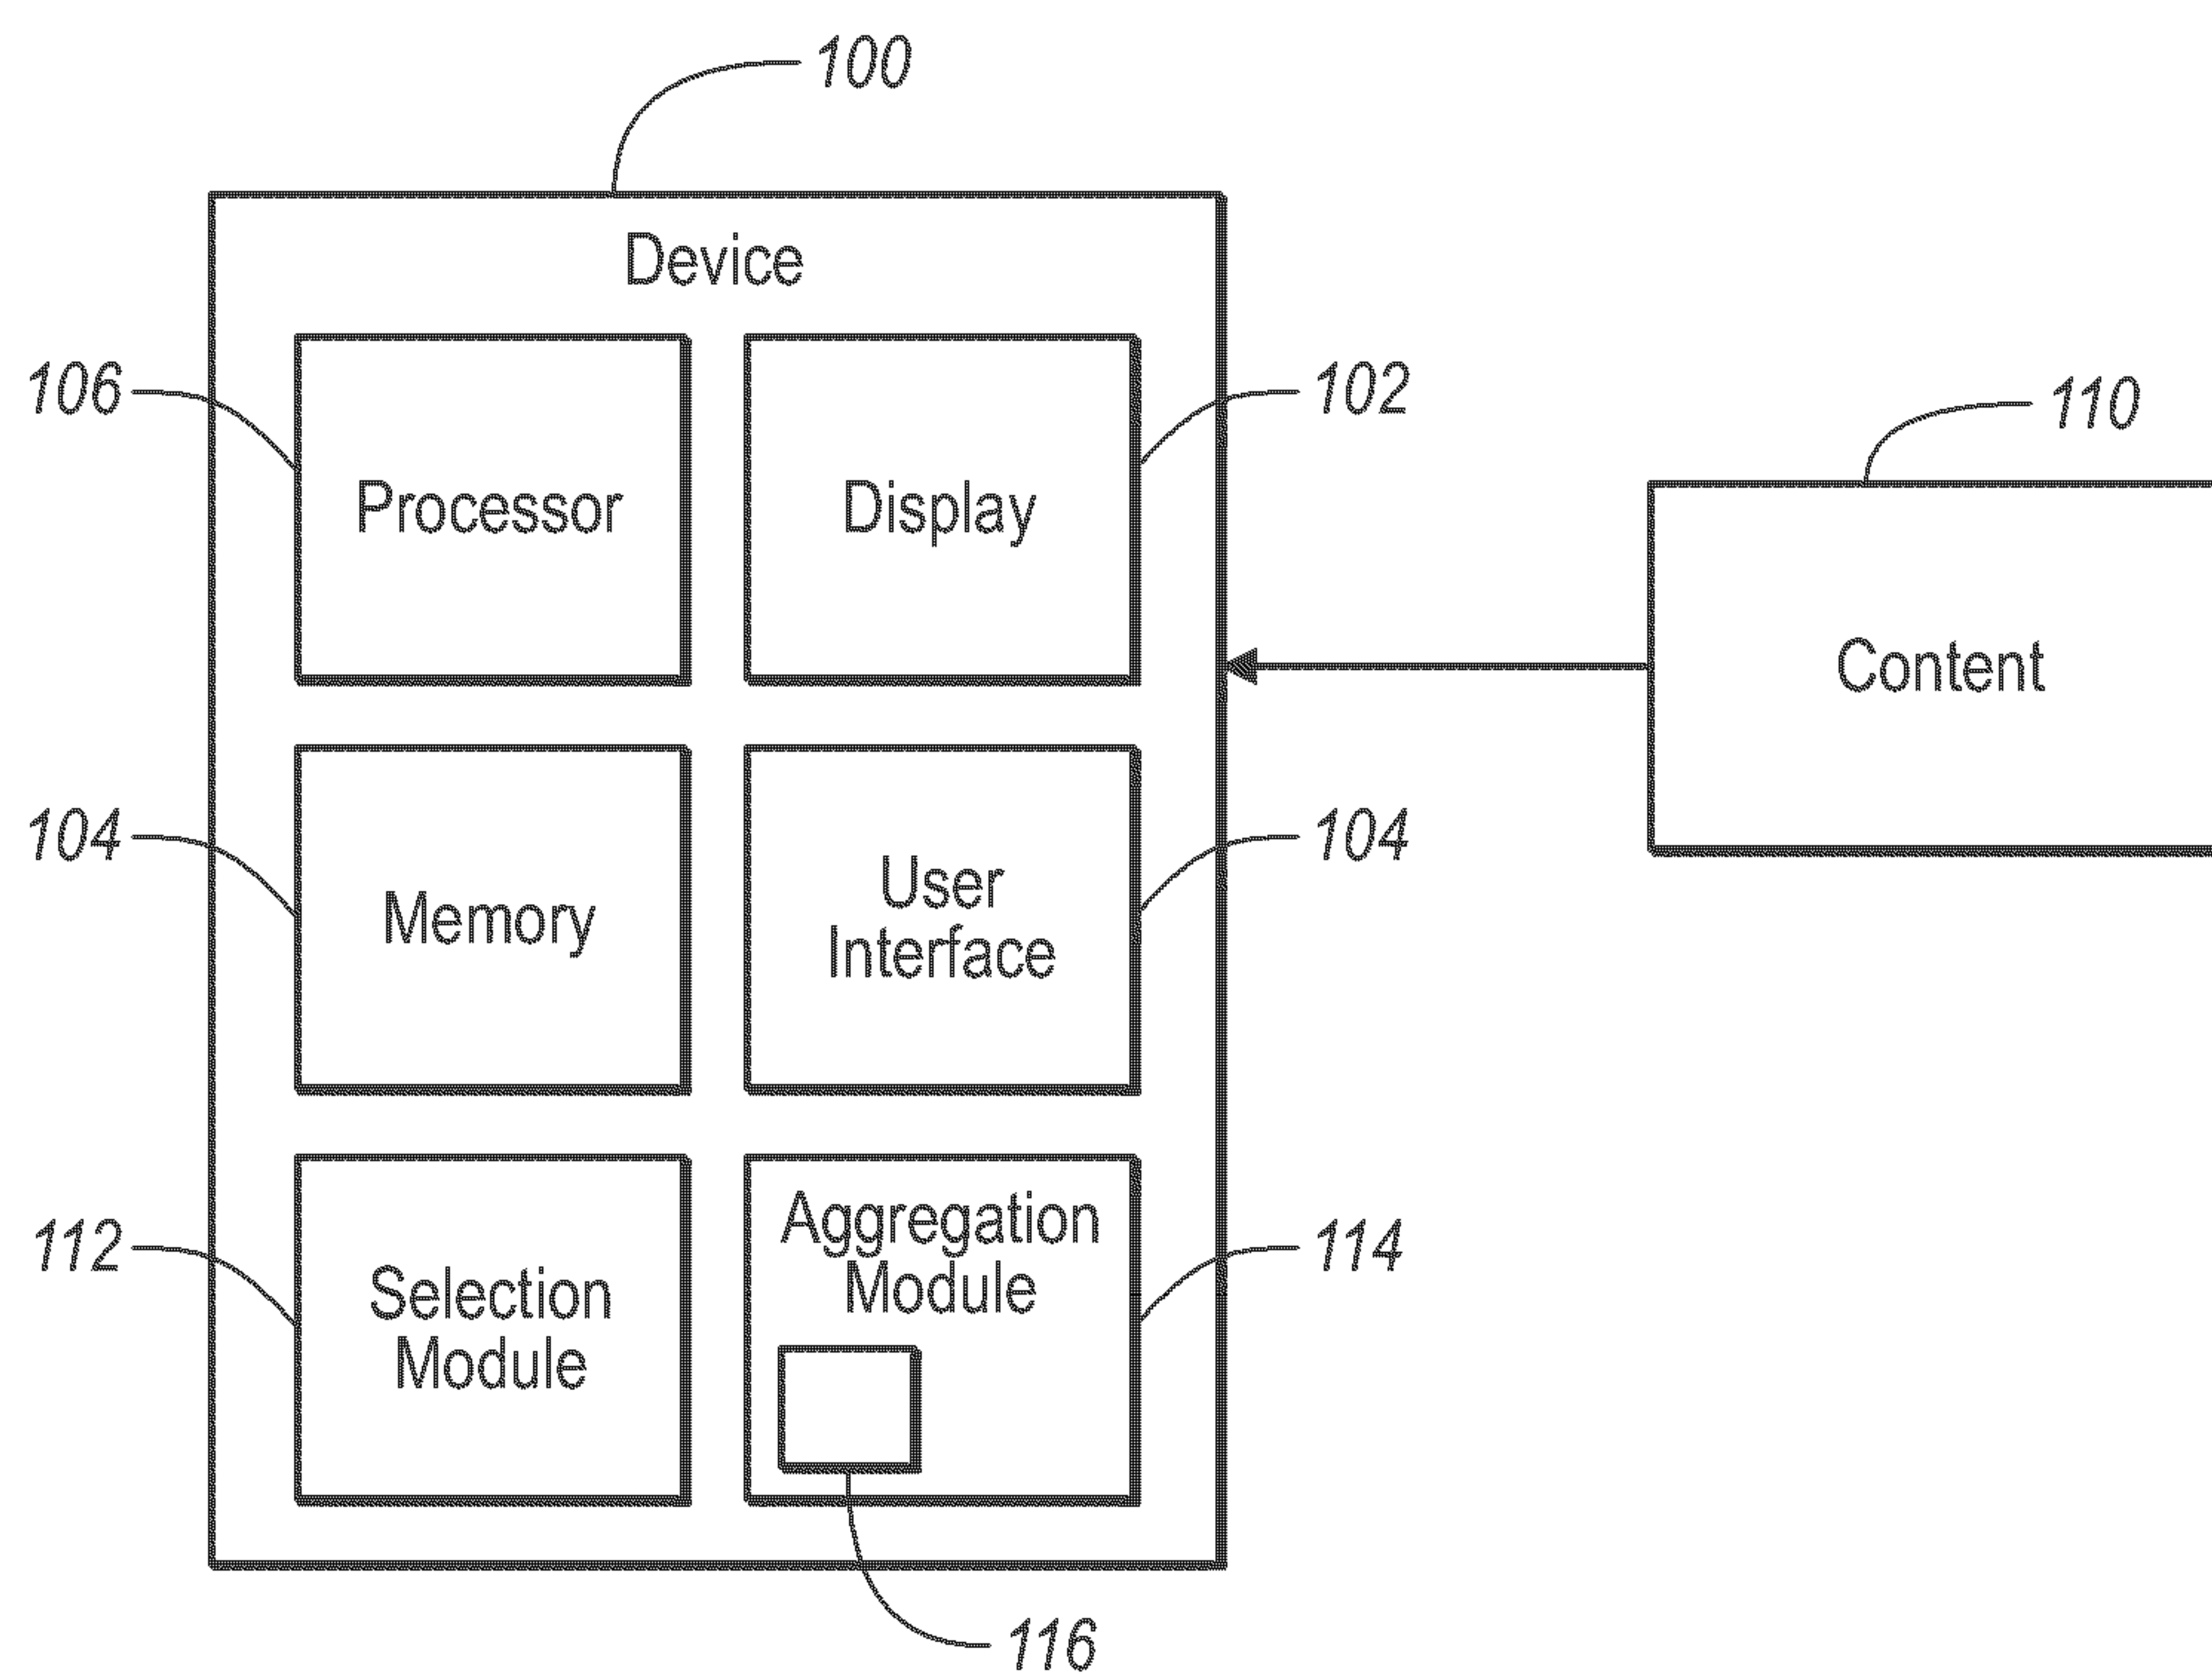 100
Device
106
Processor
Display
102
110
Content
104
Memory
User
Interface
104
112
Selection
Module
Aggregation
Module
114
116